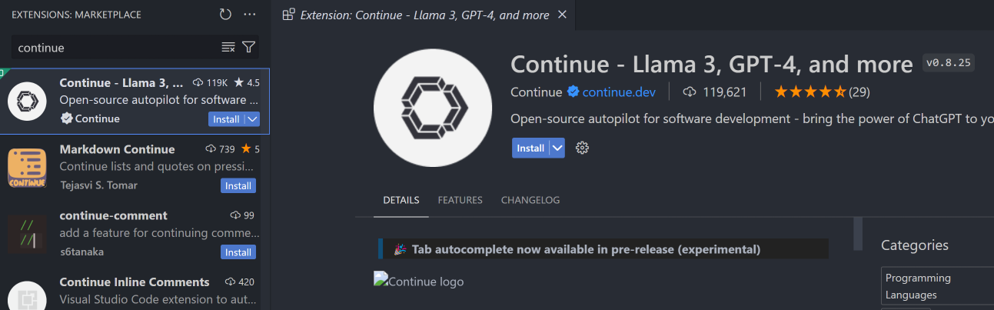 EXTENSIONS: MARKETPLACE
continue
Continue - Llama 3, ... 119K 4.5
Open-source autopilot for software ...
Continue Install
Markdown Continue 739 5
Continue lists and quotes on pressi...
Tejasvi S. Tomar Install
CONTINUE
continue-comment 99
add a feature for continuing comme...
s6tanaka Install
//
//
Continue Inline Comments 420
Visual Studio Code extension to aut...
Extension: Continue - Llama 3, GPT-4, and more
Continue - Llama 3, GPT-4, and more v0.8.25
Continue continue.dev 119,621 (29)
Open-source autopilot for software development - bring the power of ChatGPT to yo
Install
DETAILS FEATURES CHANGELOG
Tab autocomplete now available in pre-release (experimental)
Continue logo
Categories
Programming
Languages